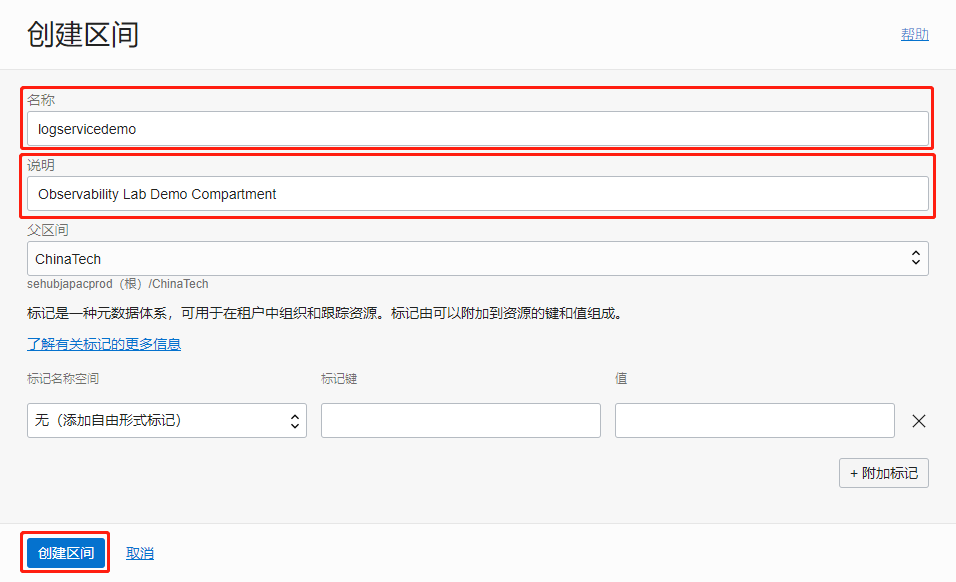 创建区间
帮助
名称
logservicedemo
说明
Observability Lab Demo Compartment
父区间
ChinaTech
sehubjapacprod（根）/ChinaTech
标记是一种元数据体系，可用于在租户中组织和跟踪资源。标记由可以附加到资源的键和值组成。
了解有关标记的更多信息
标记名称空间 标记键 值
无（添加自由形式标记）
+ 附加标记
创建区间 取消